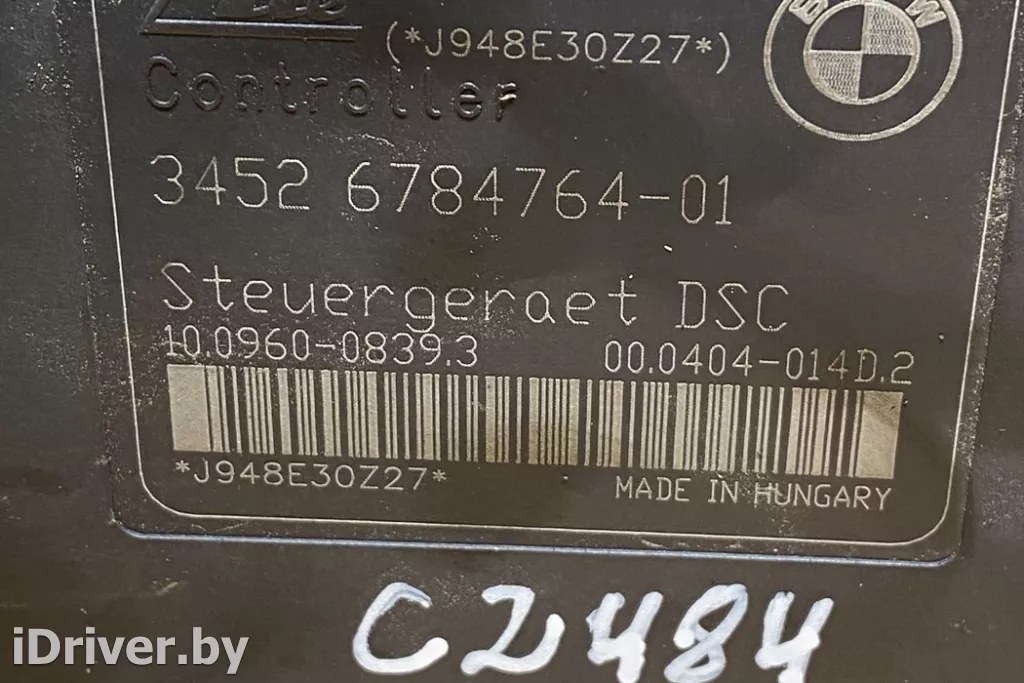 (*J948E30Z27*)
BMW
Controller
3452 6784764-01
Steuergeraet DSC
10.0960-0839.3 00.0404-014D.2
*J948E30Z27* MADE IN HUNGARY
C2484
iDriver.by